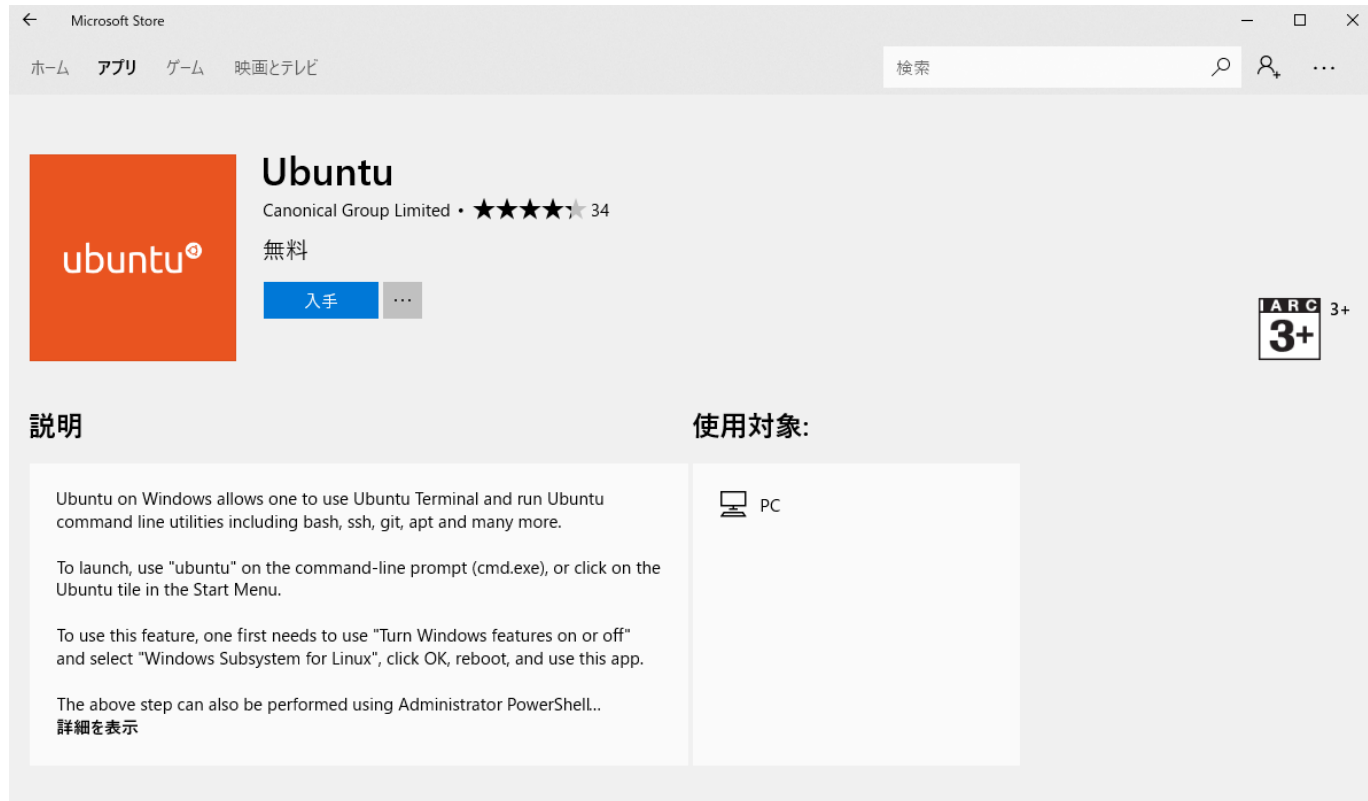 Microsoft Store
ホーム アプリ ゲーム 映画とテレビ 検索
ubuntu
Ubuntu
Canonical Group Limited • 34
無料
入手 ...
IARC
3+
3+
説明
Ubuntu on Windows allows one to use Ubuntu Terminal and run Ubuntu
command line utilities including bash, ssh, git, apt and many more.
To launch, use "ubuntu" on the command-line prompt (cmd.exe), or click on the
Ubuntu tile in the Start Menu.
To use this feature, one first needs to use "Turn Windows features on or off"
and select "Windows Subsystem for Linux", click OK, reboot, and use this app.
The above step can also be performed using Administrator PowerShell...
詳細を表示
使用対象:
PC